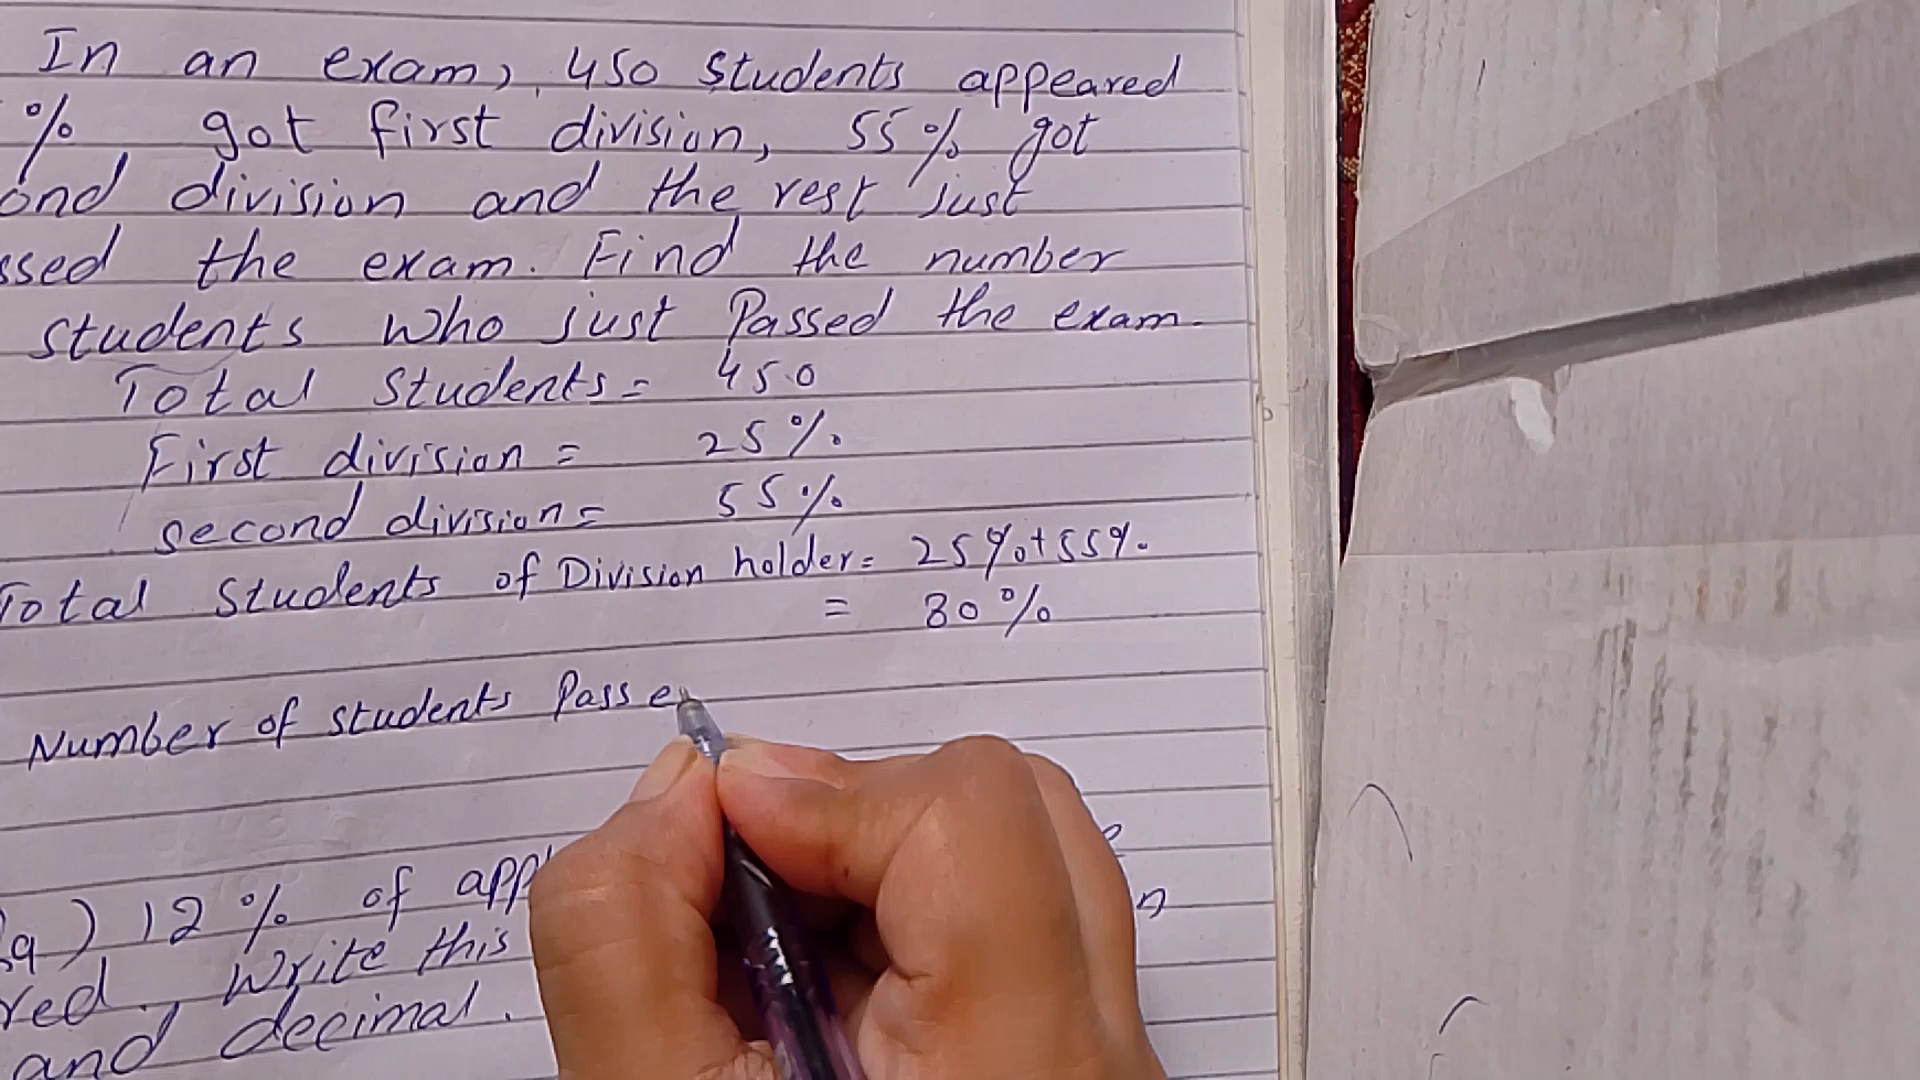 In an exam, 450 students appeared
% got first division, 55% got
ond division and the rest just
ssed the exam. Find the number
students who just Passed the exam.
Total students = 450
First division = 25%
second division = 55%
Total students of Division holder = 25%+55%
= 80%
Number of students Passe
9) 12% of app
red. Write this
and decimal.